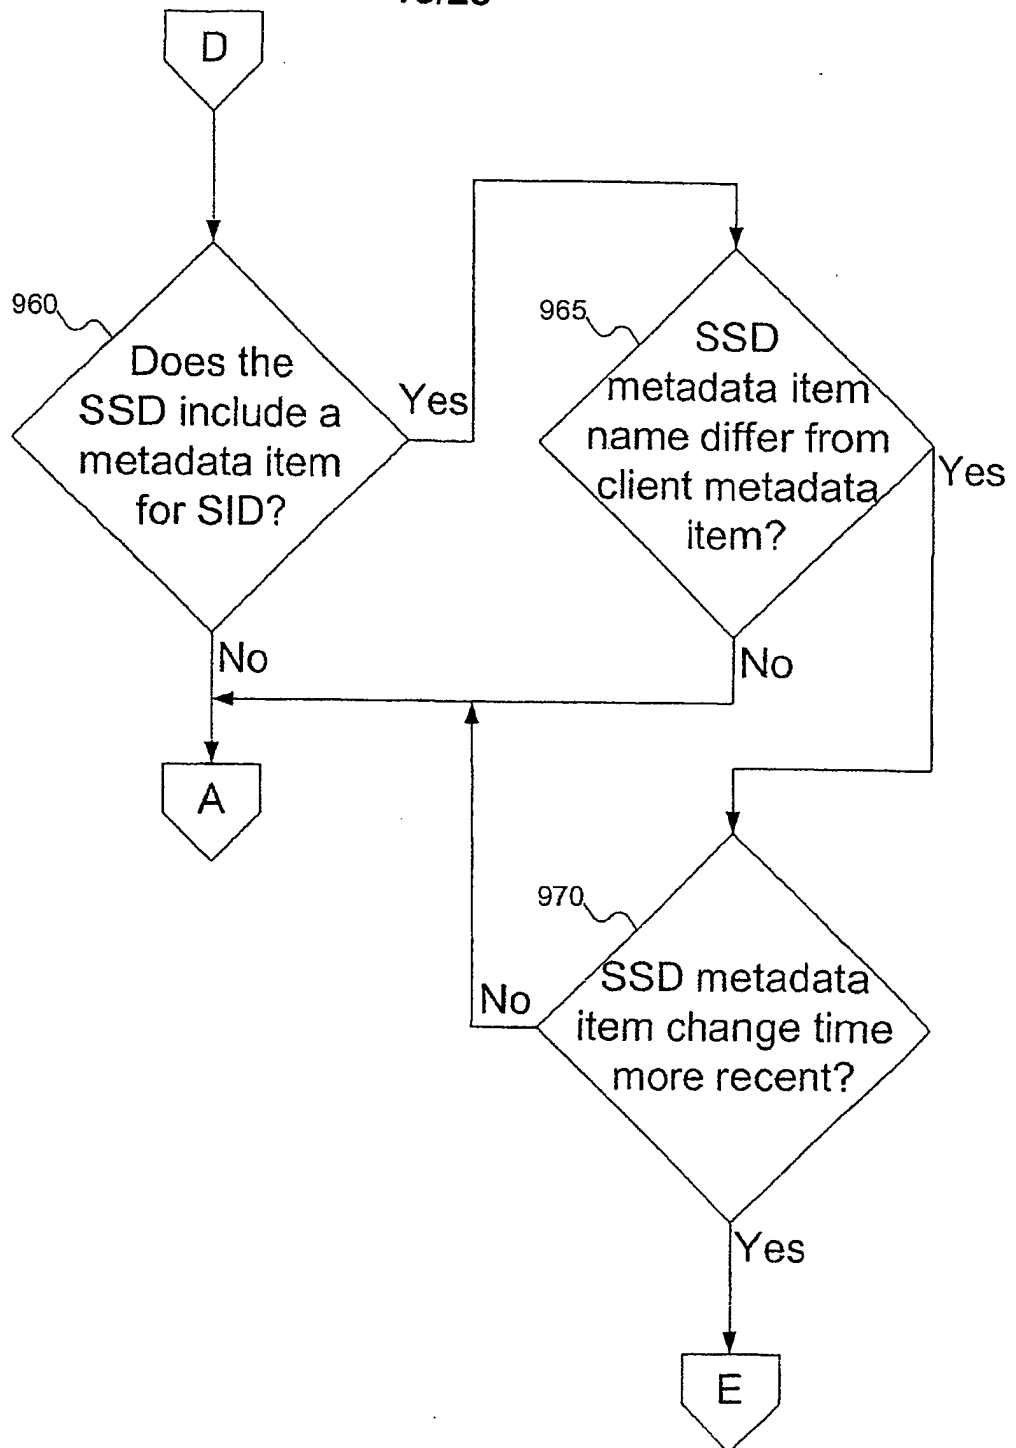 D
960
Does the
SSD include a
metadata item
for SID?
Yes
No
965
SSD
metadata item
name differ from
client metadata
item?
Yes
No
A
970
SSD metadata
item change time
more recent?
No
Yes
E